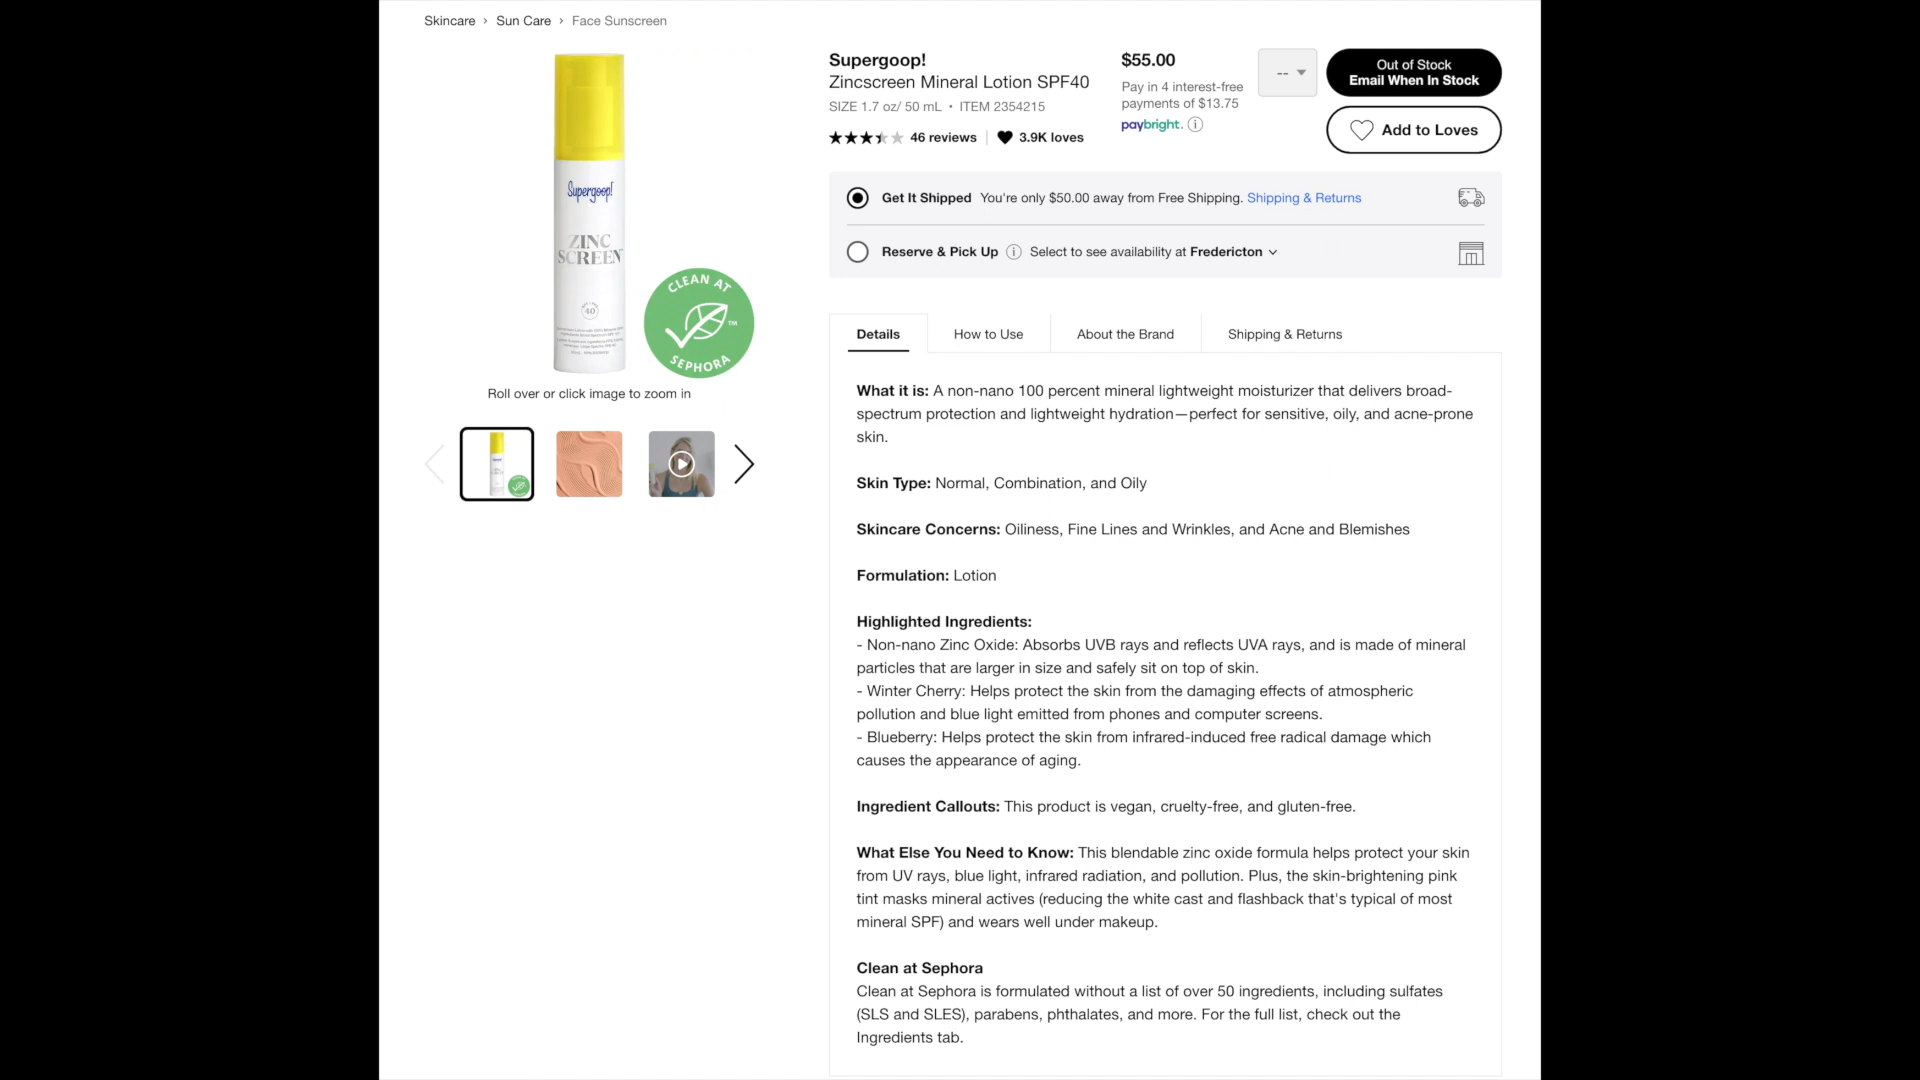 Skincare > Sun Care > Face Sunscreen
Supergoop!
Zincscreen Mineral Lotion SPF40
SIZE 1.7 oz/ 50 mL • ITEM 2354215
46 reviews | 3.9K loves
$55.00
Pay in 4 interest-free
payments of $13.75
paybright.
--
Out of Stock
Email When In Stock
Add to Loves
Supergoop!
ZINC
SCREEN
40
CLEAN AT
SEPHORA
™
Roll over or click image to zoom in
Get It Shipped You're only $50.00 away from Free Shipping. Shipping & Returns
Reserve & Pick Up Select to see availability at Fredericton
Details
How to Use
About the Brand
Shipping & Returns
What it is: A non-nano 100 percent mineral lightweight moisturizer that delivers broad-
spectrum protection and lightweight hydration—perfect for sensitive, oily, and acne-prone
skin.
Skin Type: Normal, Combination, and Oily
Skincare Concerns: Oiliness, Fine Lines and Wrinkles, and Acne and Blemishes
Formulation: Lotion
Highlighted Ingredients:
- Non-nano Zinc Oxide: Absorbs UVB rays and reflects UVA rays, and is made of mineral
particles that are larger in size and safely sit on top of skin.
- Winter Cherry: Helps protect the skin from the damaging effects of atmospheric
pollution and blue light emitted from phones and computer screens.
- Blueberry: Helps protect the skin from infrared-induced free radical damage which
causes the appearance of aging.
Ingredient Callouts: This product is vegan, cruelty-free, and gluten-free.
What Else You Need to Know: This blendable zinc oxide formula helps protect your skin
from UV rays, blue light, infrared radiation, and pollution. Plus, the skin-brightening pink
tint masks mineral actives (reducing the white cast and flashback that's typical of most
mineral SPF) and wears well under makeup.
Clean at Sephora
Clean at Sephora is formulated without a list of over 50 ingredients, including sulfates
(SLS and SLES), parabens, phthalates, and more. For the full list, check out the
Ingredients tab.